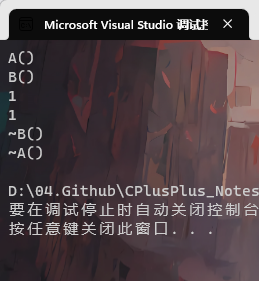 Microsoft Visual Studio 调试
A()
B()
1
1
~B()
~A()
D:\04.Github\CPlusPlus_Notes
要在调试停止时自动关闭控制台
按任意键关闭此窗口. . .